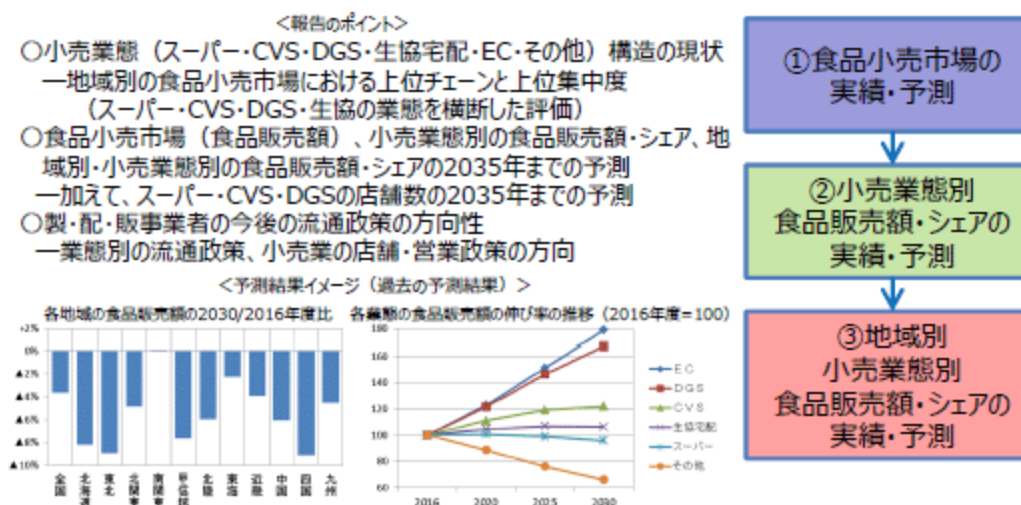 <報告のポイント>
○小売業態（スーパー・CVS・DGS・生協宅配・EC・その他）構造の現状
―地域別の食品小売市場における上位チェーンと上位集中度
（スーパー・CVS・DGS・生協の業態を横断した評価）
○食品小売市場（食品販売額）、小売業態別の食品販売額・シェア、地
域別・小売業態別の食品販売額・シェアの2035年までの予測
―加えて、スーパー・CVS・DGSの店舗数の2035年までの予測
○製・配・販事業者の今後の流通政策の方向性
―業態別の流通政策、小売業の店舗・営業政策の方向
<予測結果イメージ（過去の予測結果）>
各地域の食品販売額の2030/2016年度比
+2%
0%
▲2%
▲4%
▲6%
▲8%
▲10%
全国
北海道
東北
北関東
南関東
甲信越
北陸
東海
近畿
中国
四国
九州
各業態の食品販売額の伸び率の推移（2016年度=100）
180
160
140
120
100
80
60
2016
2020
2025
2030
EC
DGS
CVS
生協宅配
スーパー
その他
①食品小売市場の
実績・予測
②小売業態別
食品販売額・シェアの
実績・予測
③地域別
小売業態別
食品販売額・シェアの
実績・予測